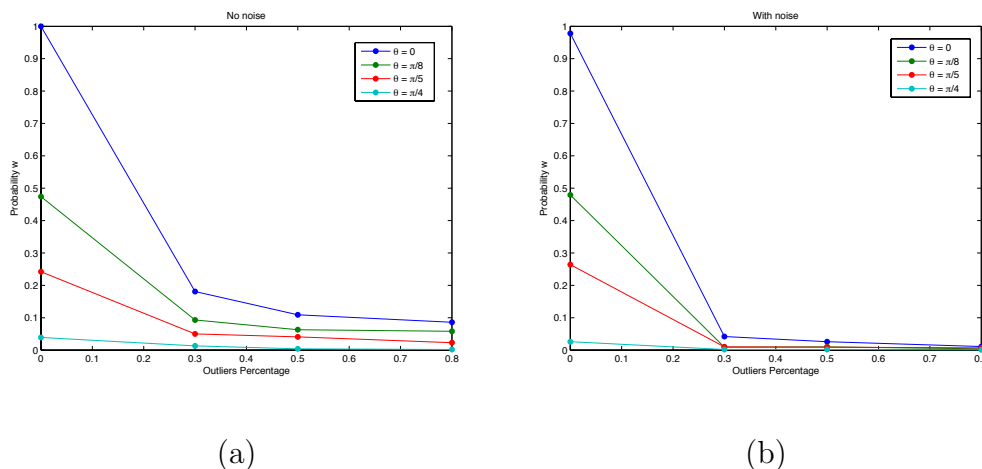 No noise
1
0.9
0.8
0.7
0.6
0.5
0.4
0.3
0.2
0.1
0
Probability w
θ = 0
θ = π/8
θ = π/5
θ = π/4
0 0.1 0.2 0.3 0.4 0.5 0.6 0.7 0.8
Outliers Percentage
(a)
With noise
1
0.9
0.8
0.7
0.6
0.5
0.4
0.3
0.2
0.1
0
Probability w
θ = 0
θ = π/8
θ = π/5
θ = π/4
0 0.1 0.2 0.3 0.4 0.5 0.6 0.7
Outliers Percentage
(b)